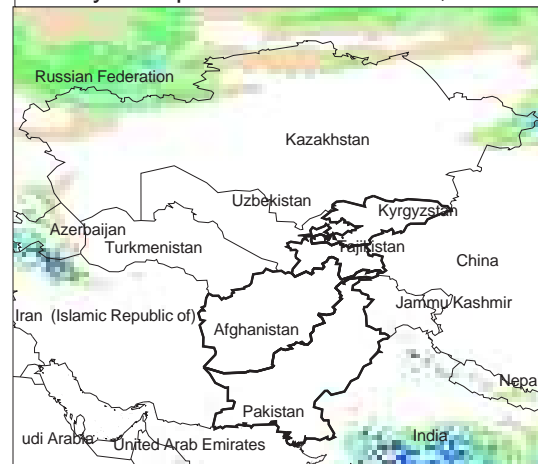 Russian Federation
Kazakhstan
Uzbekistan
Kyrgyzstan
Azerbaijan
Turkmenistan
Tajikistan
China
Jammu Kashmir
Iran (Islamic Republic of)
Afghanistan
Nepa
Pakistan
udi Arabia
United Arab Emirates
India